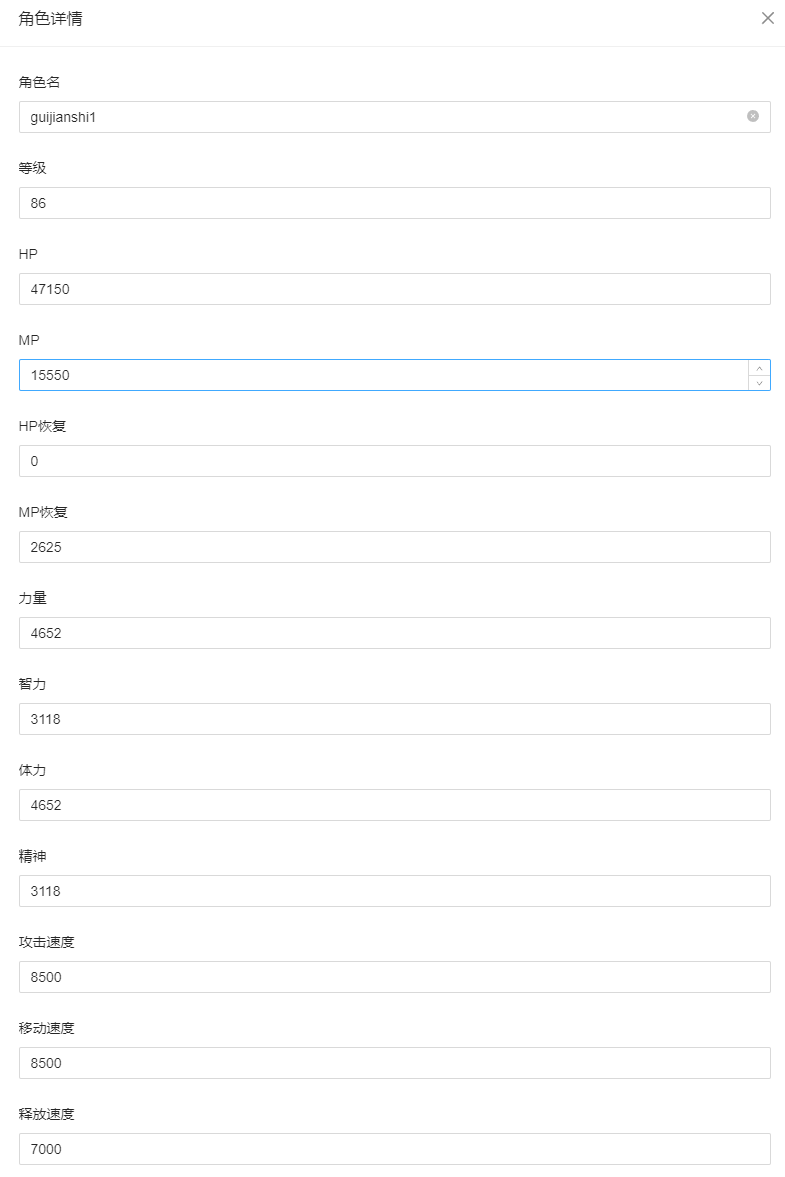 角色详情
角色名
guijianshi1
等级
86
HP
47150
MP
15550
HP恢复
0
MP恢复
2625
力量
4652
智力
3118
体力
4652
精神
3118
攻击速度
8500
移动速度
8500
释放速度
7000